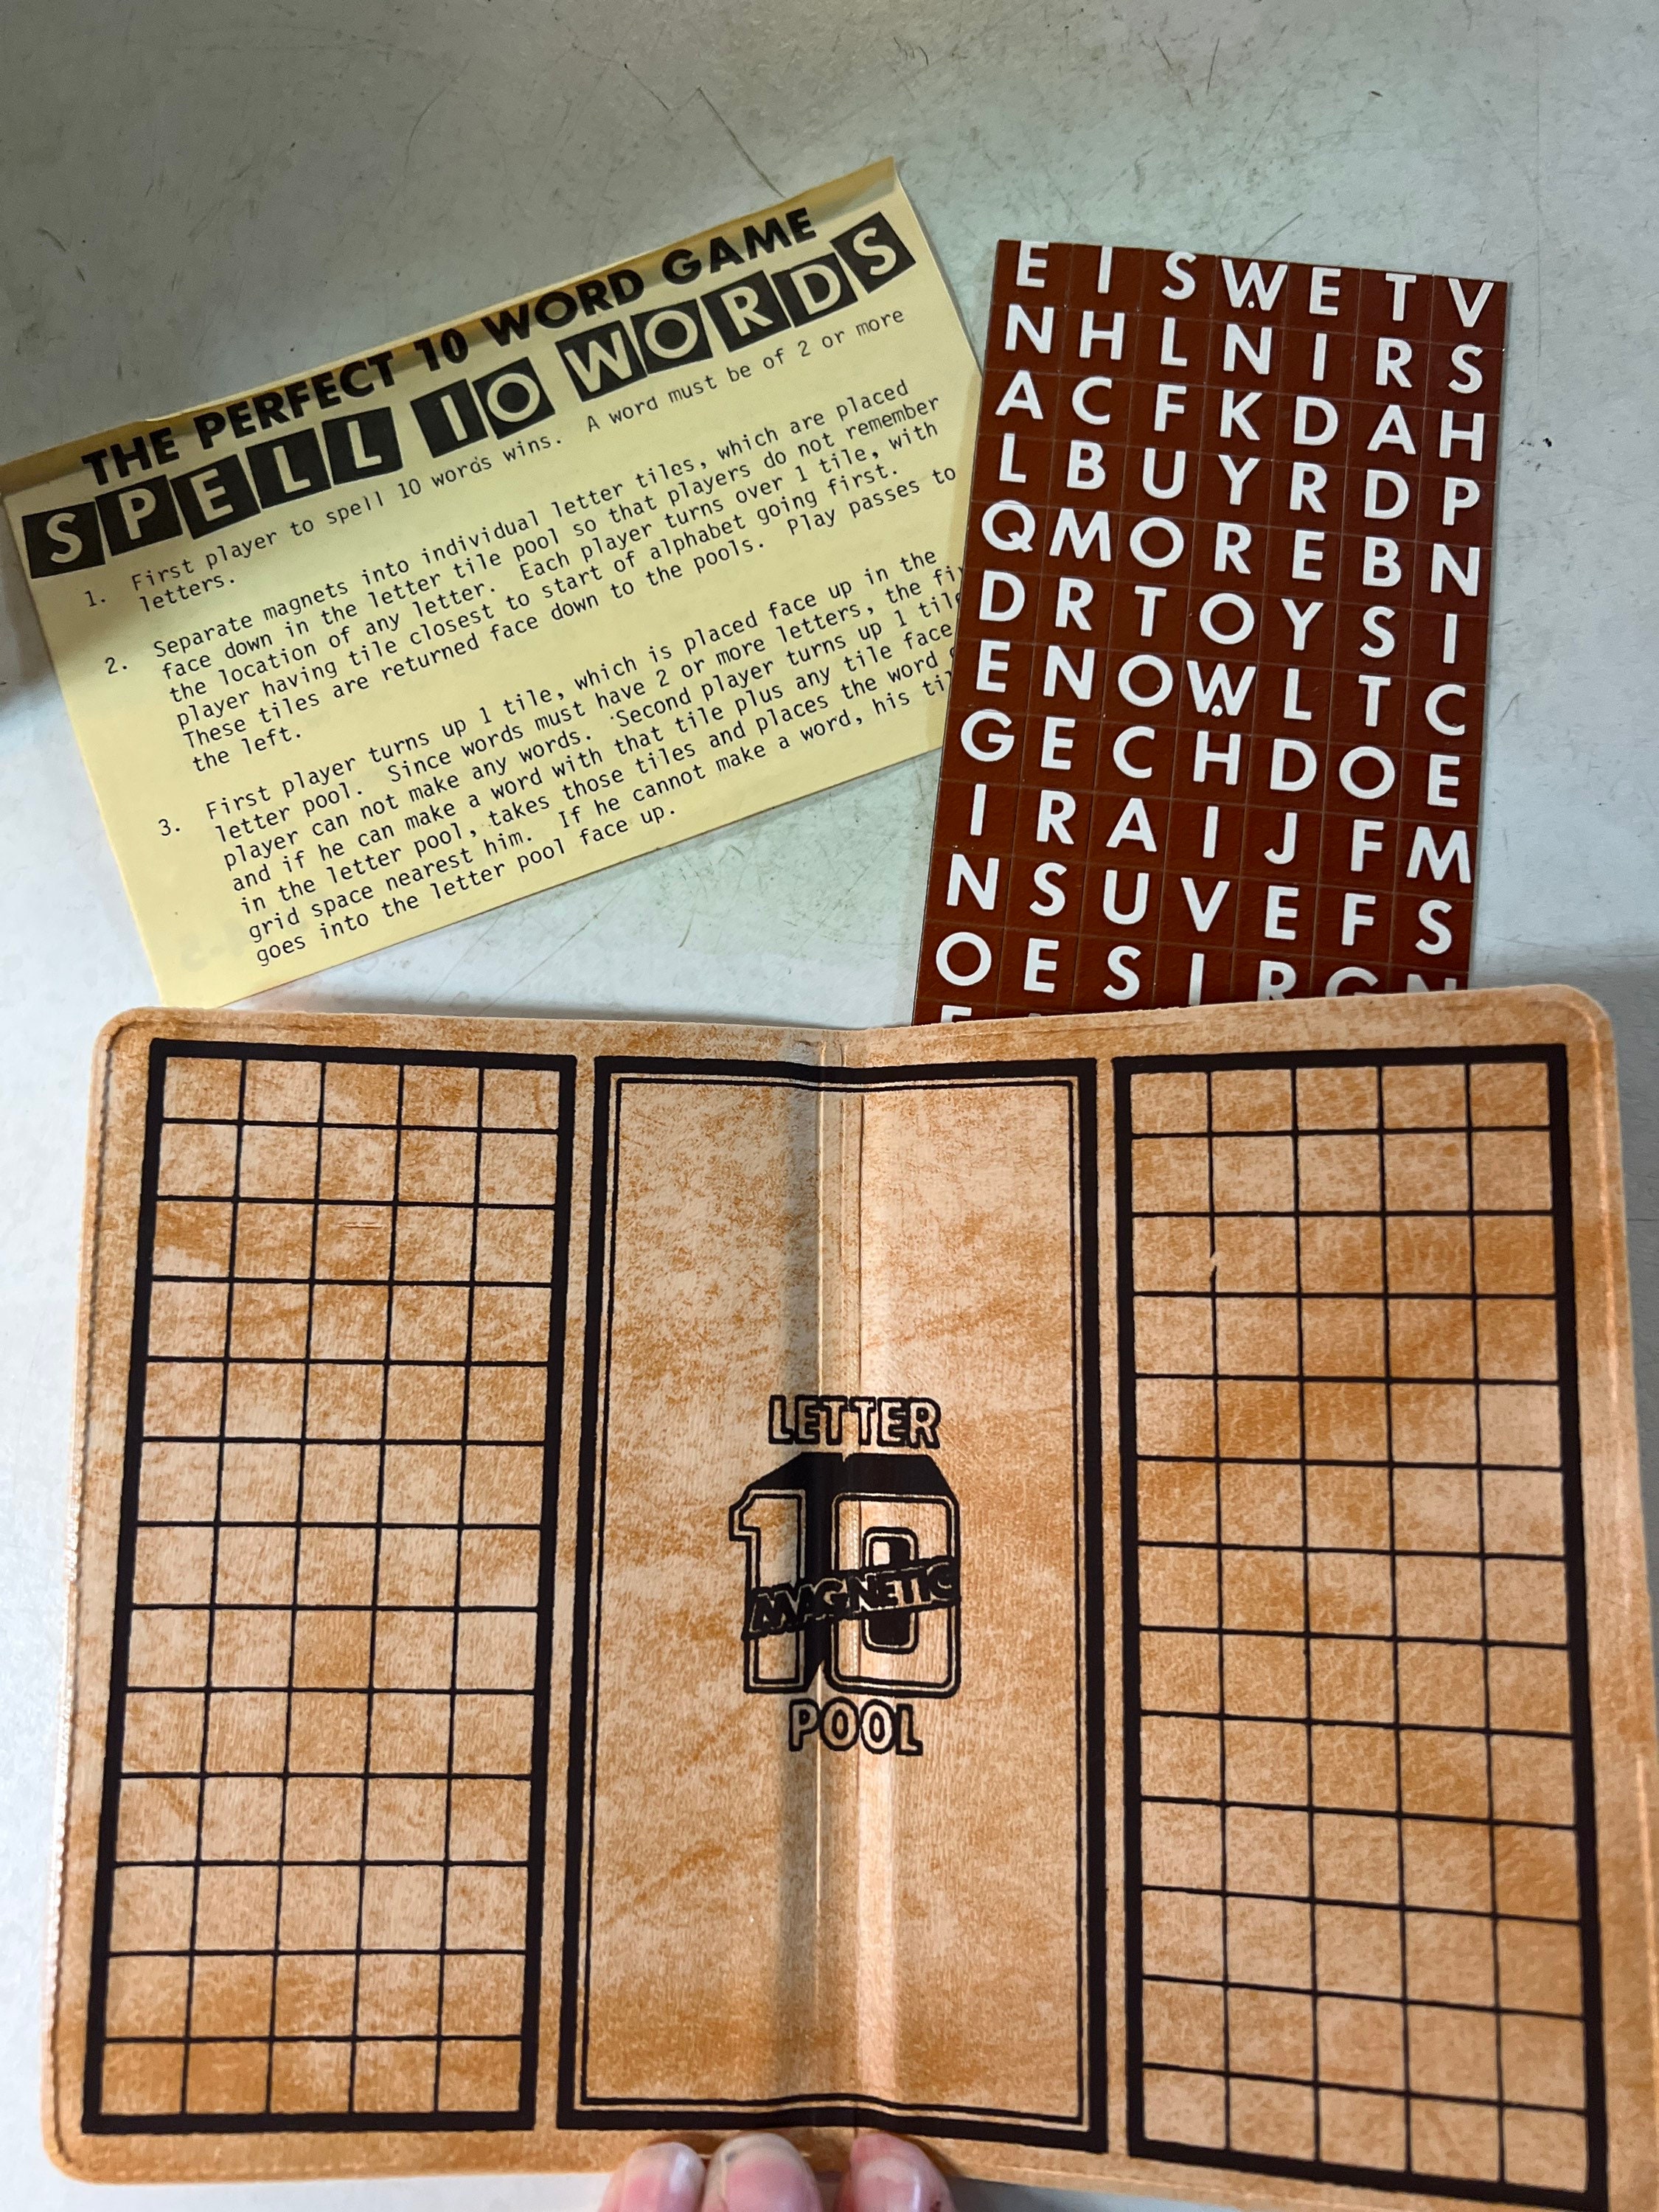 THE PERFECT 10 WORD GAME
SPELL 10 WORDS
1. First player to spell 10 words wins. A word must be of 2 or more
letters.
2. Separate magnets into individual letter tiles, which are placed
face down in the letter tile pool so that players do not remember
the location of any letter. Each player turns over 1 tile, with
player having tile closest to start of alphabet going first.
These tiles are returned face down to the pools. Play passes to
the left.
3. First player turns up 1 tile, which is placed face up in the
letter pool. Since words must have 2 or more letters, the
player can not make any words. Second player turns up 1
and if he can make a word with that tile plus any tile face
in the letter pool, takes those tiles and places the word
grid space nearest him. If he cannot make a word, his
goes into the letter pool face up.
E I S W. E T V
N H L N I R S
A C F K D A H
L B U Y R D P
Q M O R E B N
D R T O Y S I
E N O W. L T C
G E C H D O E
I R A I J F M
N S U V E F S
O E S I R G N
LETTER
10
MAGNETIC
POOL